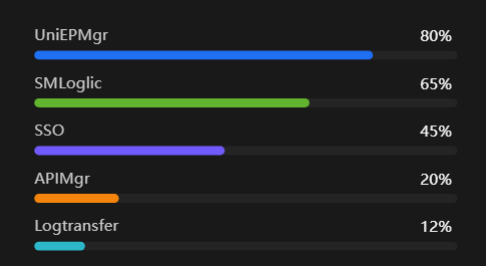 UniEPMgr 80%
SMLoglic 65%
SSO 45%
APIMgr 20%
Logtransfer 12%